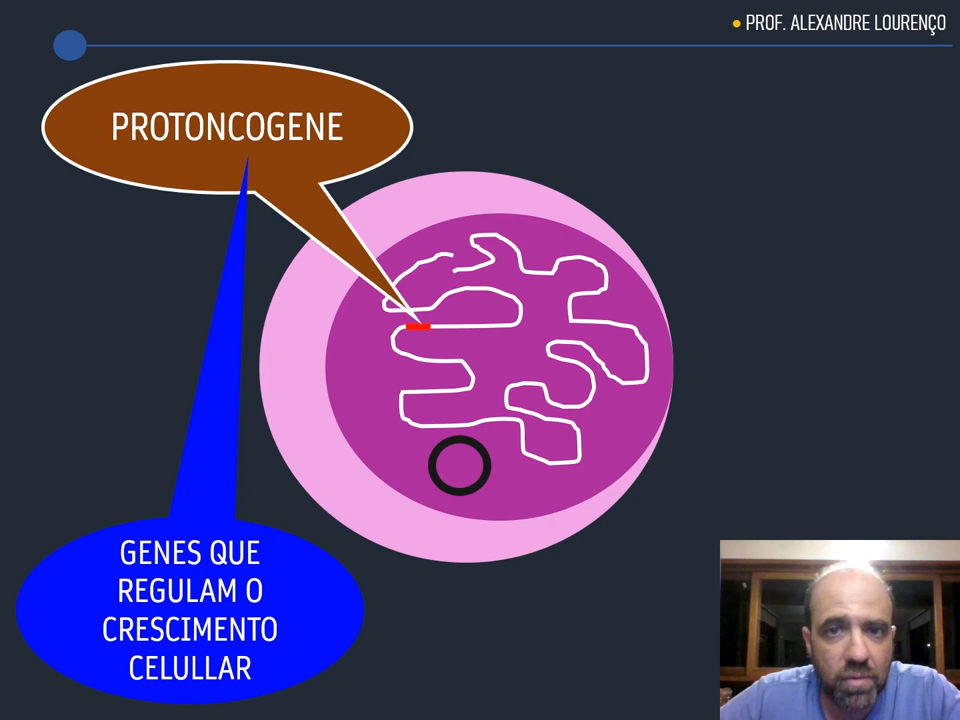 PROF. ALEXANDRE LOURENÇO
PROTONCOGENE
GENES QUE
REGULAM O
CRESCIMENTO
CELULLAR